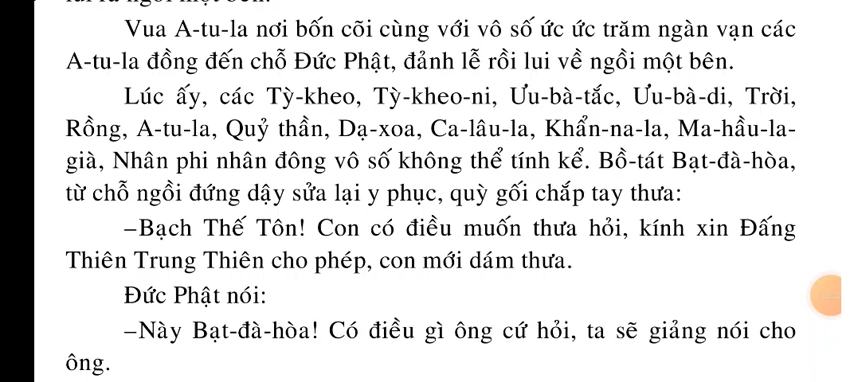 Vua A-tu-la nơi bốn cõi cùng với vô số ức ức trăm ngàn vạn các
A-tu-la đồng đến chỗ Đức Phật, đảnh lễ rồi lui về ngồi một bên.
Lúc ấy, các Tỳ-kheo, Tỳ-kheo-ni, Ưu-bà-tắc, Ưu-bà-di, Trời,
Rồng, A-tu-la, Quỷ thần, Dạ-xoa, Ca-lâu-la, Khẩn-na-la, Ma-hầu-la-
già, Nhân phi nhân đông vô số không thể tính kể. Bồ-tát Bạt-đà-hòa,
từ chỗ ngồi đứng dậy sửa lại y phục, quỳ gối chắp tay thưa:
–Bạch Thế Tôn! Con có điều muốn thưa hỏi, kính xin Đấng
Thiên Trung Thiên cho phép, con mới dám thưa.
Đức Phật nói:
–Này Bạt-đà-hòa! Có điều gì ông cứ hỏi, ta sẽ giảng nói cho
ông.